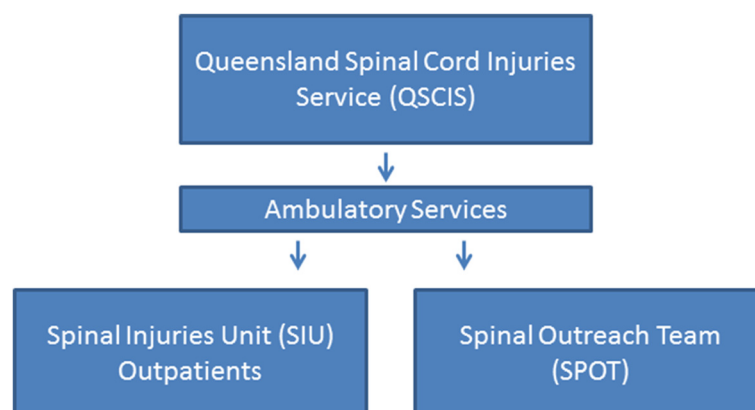 Queensland Spinal Cord Injuries
Service (QSCIS)
Ambulatory Services
Spinal Injuries Unit (SIU)
Outpatients
Spinal Outreach Team
(SPOT)